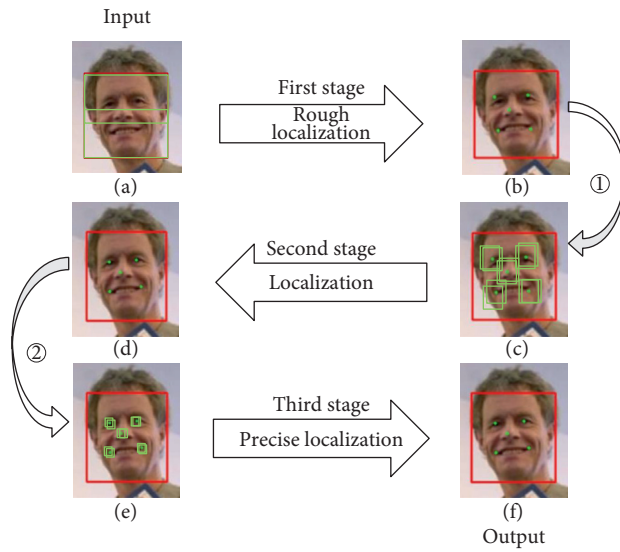 Input
First stage
Rough
localization
(a)
(b)
①
Second stage
Localization
(d)
(c)
②
Third stage
Precise localization
(e)
(f)
Output